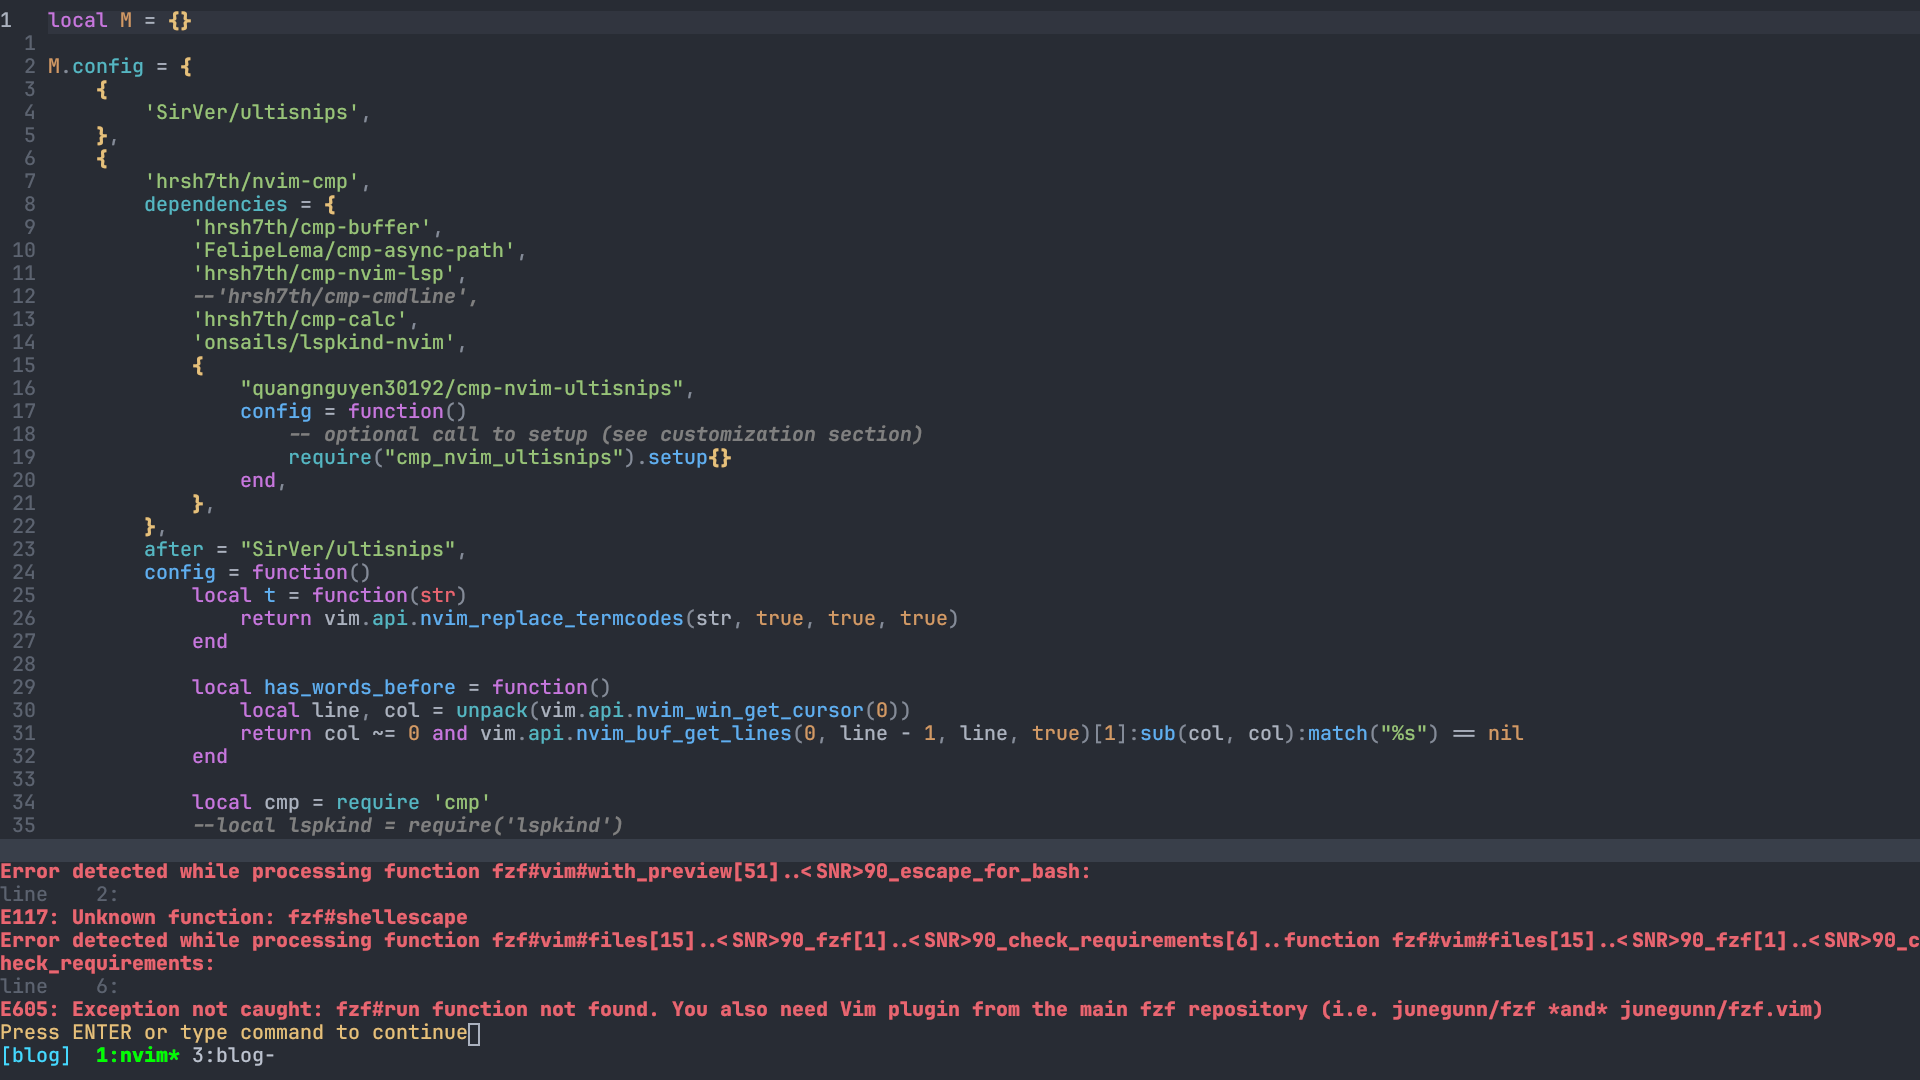 1   local M = {}
  1
  2 M.config = {
  3     {
  4         'SirVer/ultisnips',
  5     },
  6     {
  7         'hrsh7th/nvim-cmp',
  8         dependencies = {
  9             'hrsh7th/cmp-buffer',
 10             'FelipeLema/cmp-async-path',
 11             'hrsh7th/cmp-nvim-lsp',
 12             --'hrsh7th/cmp-cmdline',
 13             'hrsh7th/cmp-calc',
 14             'onsails/lspkind-nvim',
 15             {
 16                 "quangnguyen30192/cmp-nvim-ultisnips",
 17                 config = function()
 18                     -- optional call to setup (see customization section)
 19                     require("cmp_nvim_ultisnips").setup{}
 20                 end,
 21             },
 22         },
 23         after = "SirVer/ultisnips",
 24         config = function()
 25             local t = function(str)
 26                 return vim.api.nvim_replace_termcodes(str, true, true, true)
 27             end
 28
 29             local has_words_before = function()
 30                 local line, col = unpack(vim.api.nvim_win_get_cursor(0))
 31                 return col ~= 0 and vim.api.nvim_buf_get_lines(0, line - 1, line, true)[1]:sub(col, col):match("%s") == nil
 32             end
 33
 34             local cmp = require 'cmp'
 35             --local lspkind = require('lspkind')
Error detected while processing function fzf#vim#with_preview[51]..<SNR>90_escape_for_bash:
line    2:
E117: Unknown function: fzf#shellescape
Error detected while processing function fzf#vim#files[15]..<SNR>90_fzf[1]..<SNR>90_check_requirements[6]..function fzf#vim#files[15]..<SNR>90_fzf[1]..<SNR>90_c
heck_requirements:
line    6:
E605: Exception not caught: fzf#run function not found. You also need Vim plugin from the main fzf repository (i.e. junegunn/fzf *and* junegunn/fzf.vim)
Press ENTER or type command to continue
[blog]  1:nvim* 3:blog-